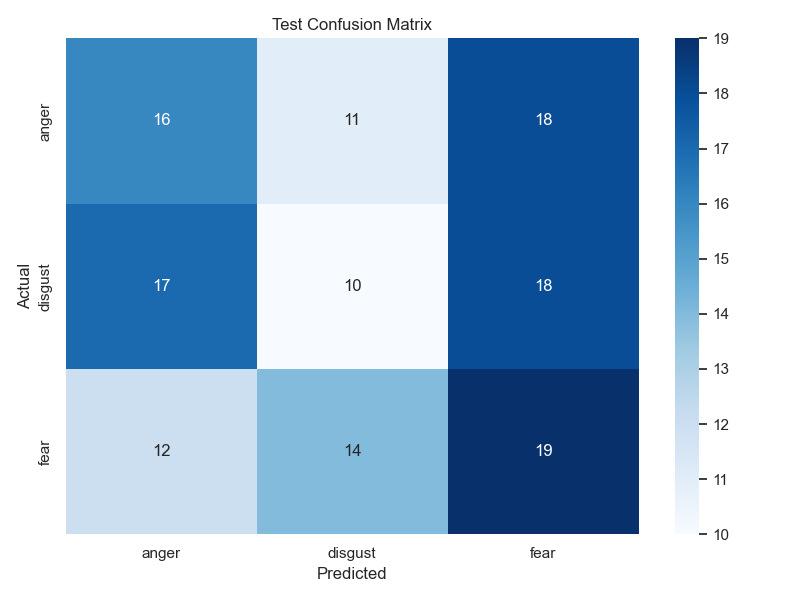 Test Confusion Matrix
Actual
anger
16 11 18
disgust
17 10 18
fear
12 14 19
anger disgust fear
Predicted
19
18
17
16
15
14
13
12
11
10